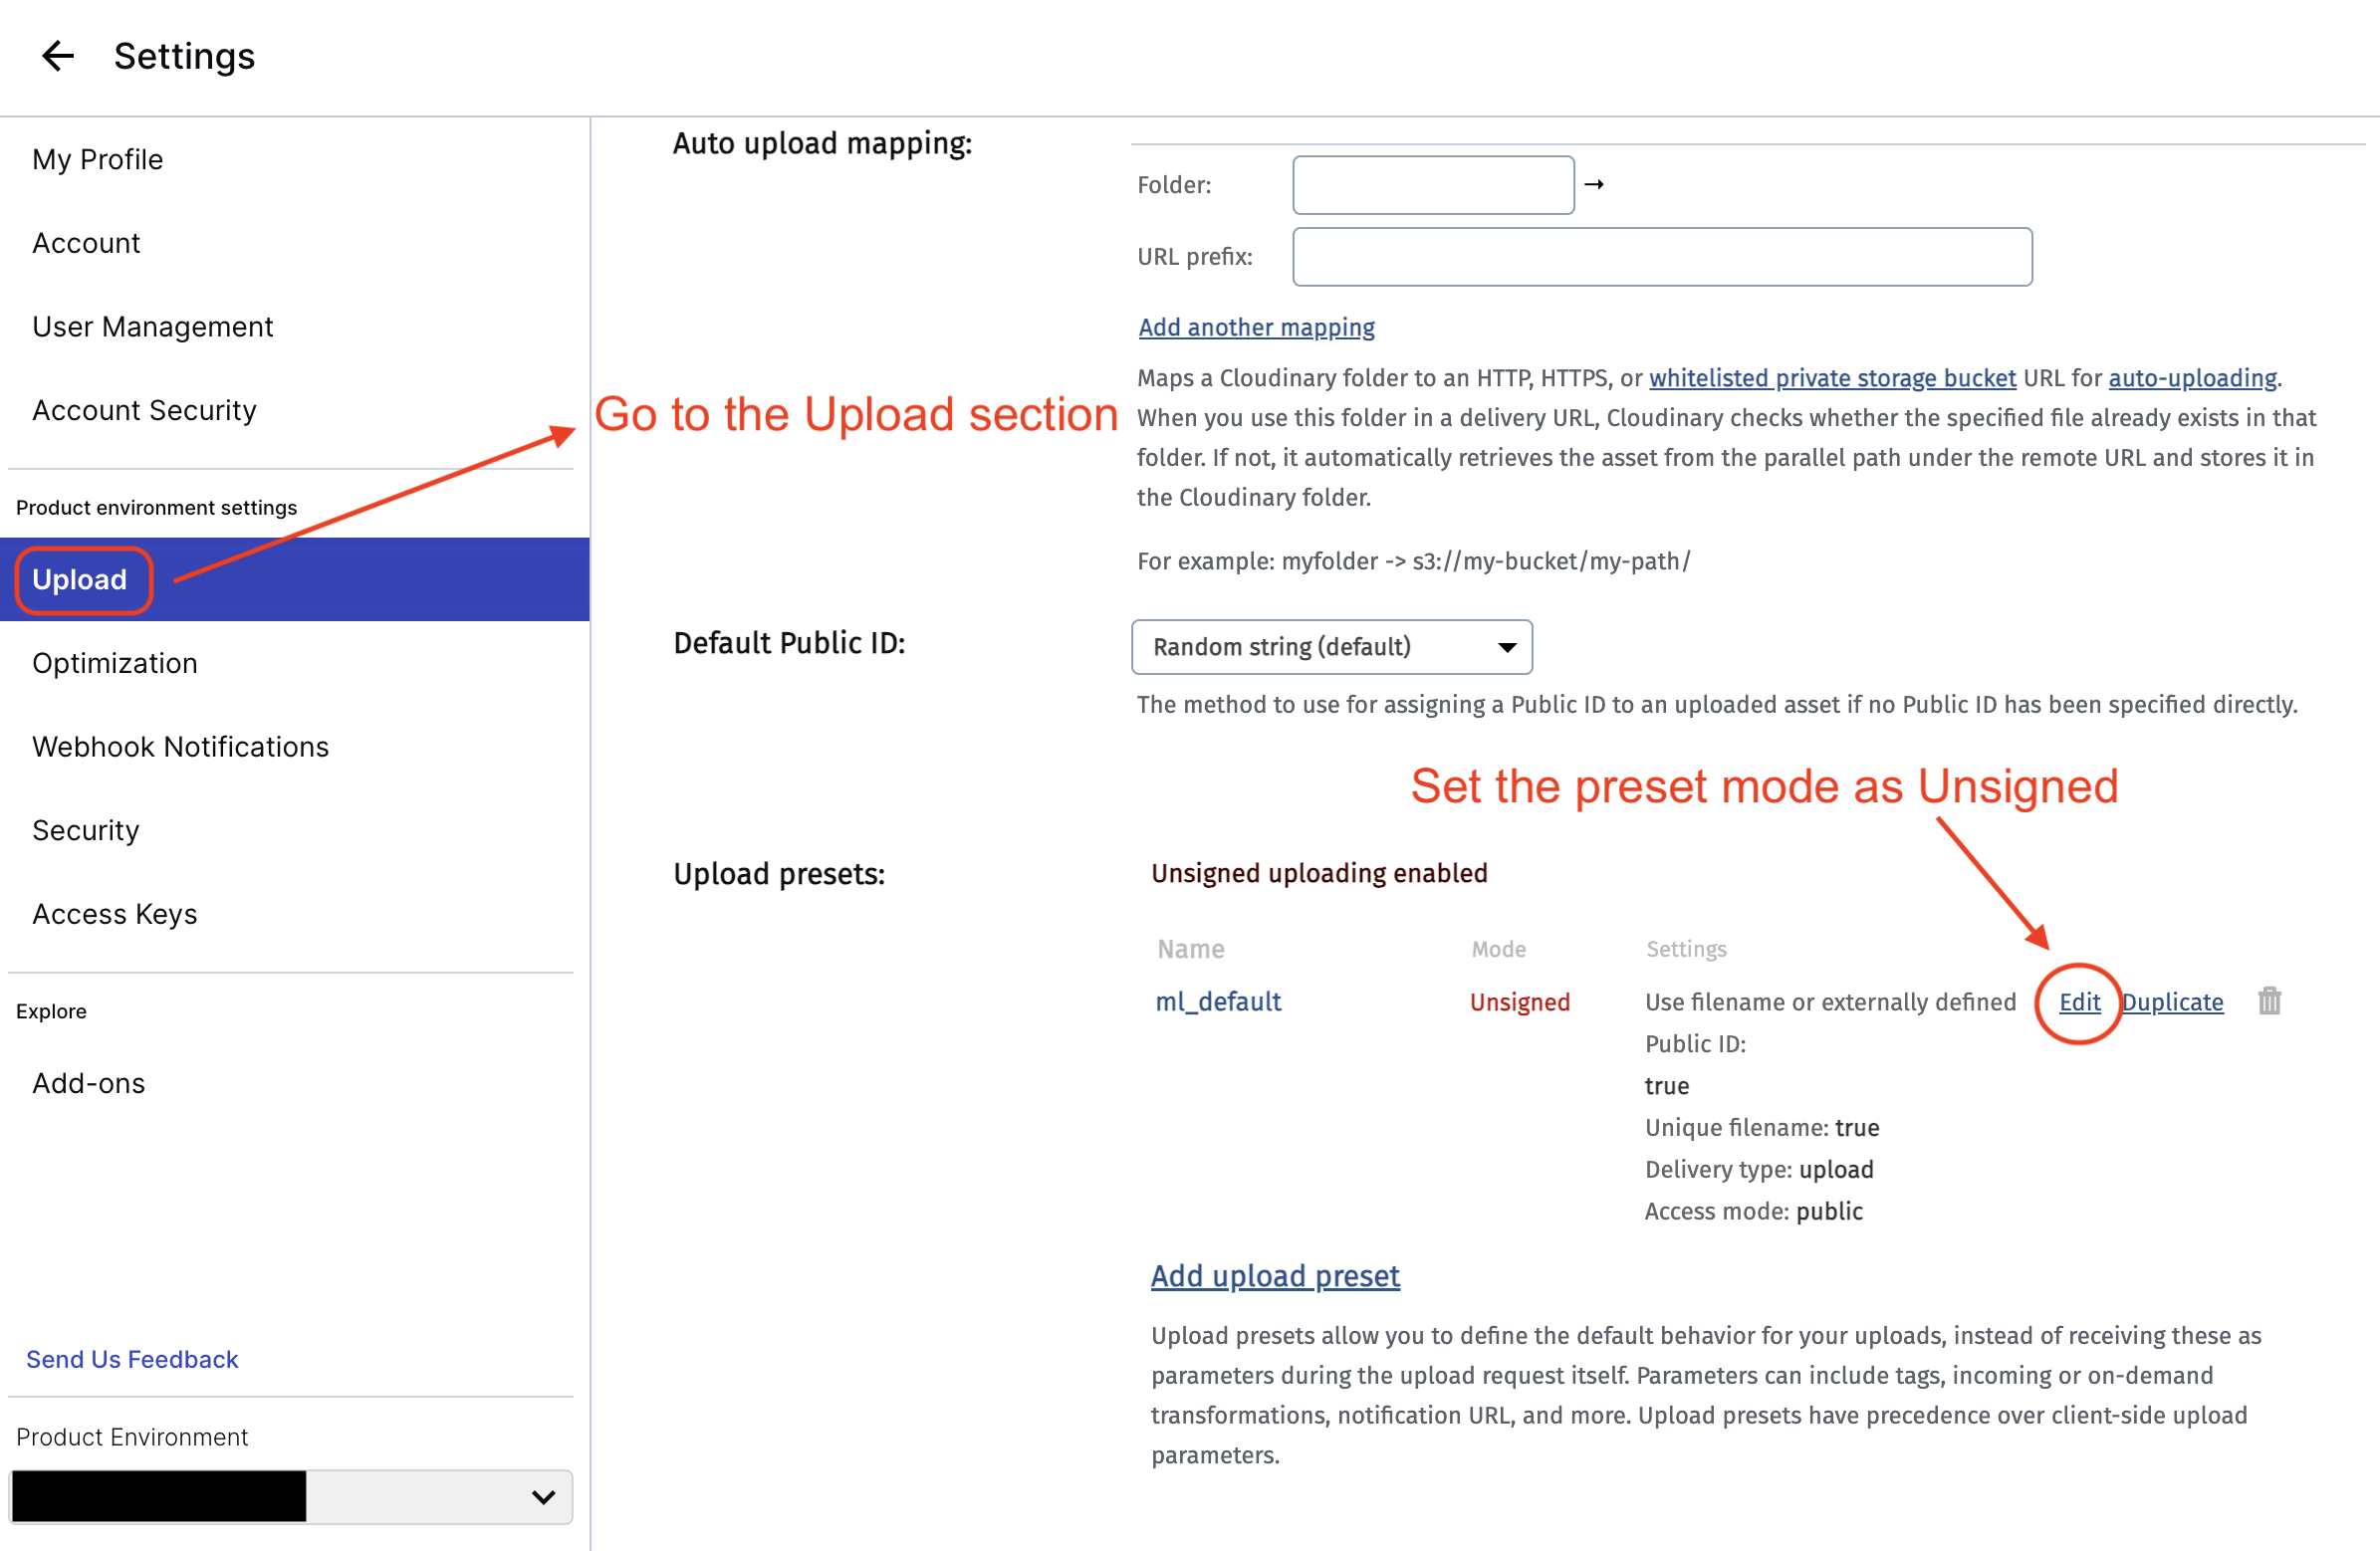 Settings
My Profile
Account
User Management
Account Security
Product environment settings
Upload
Optimization
Webhook Notifications
Security
Access Keys
Explore
Add-ons
Send Us Feedback
Product Environment
Go to the Upload section
Auto upload mapping:
Folder: →
URL prefix:
Add another mapping
Maps a Cloudinary folder to an HTTP, HTTPS, or whitelisted private storage bucket URL for auto-uploading.
When you use this folder in a delivery URL, Cloudinary checks whether the specified file already exists in that
folder. If not, it automatically retrieves the asset from the parallel path under the remote URL and stores it in
the Cloudinary folder.
For example: myfolder -> s3://my-bucket/my-path/
Default Public ID:
Random string (default)
The method to use for assigning a Public ID to an uploaded asset if no Public ID has been specified directly.
Set the preset mode as Unsigned
Upload presets:
Unsigned uploading enabled
Name Mode Settings
ml_default Unsigned Use filename or externally defined Edit Duplicate
Public ID:
true
Unique filename: true
Delivery type: upload
Access mode: public
Add upload preset
Upload presets allow you to define the default behavior for your uploads, instead of receiving these as
parameters during the upload request itself. Parameters can include tags, incoming or on-demand
transformations, notification URL, and more. Upload presets have precedence over client-side upload
parameters.